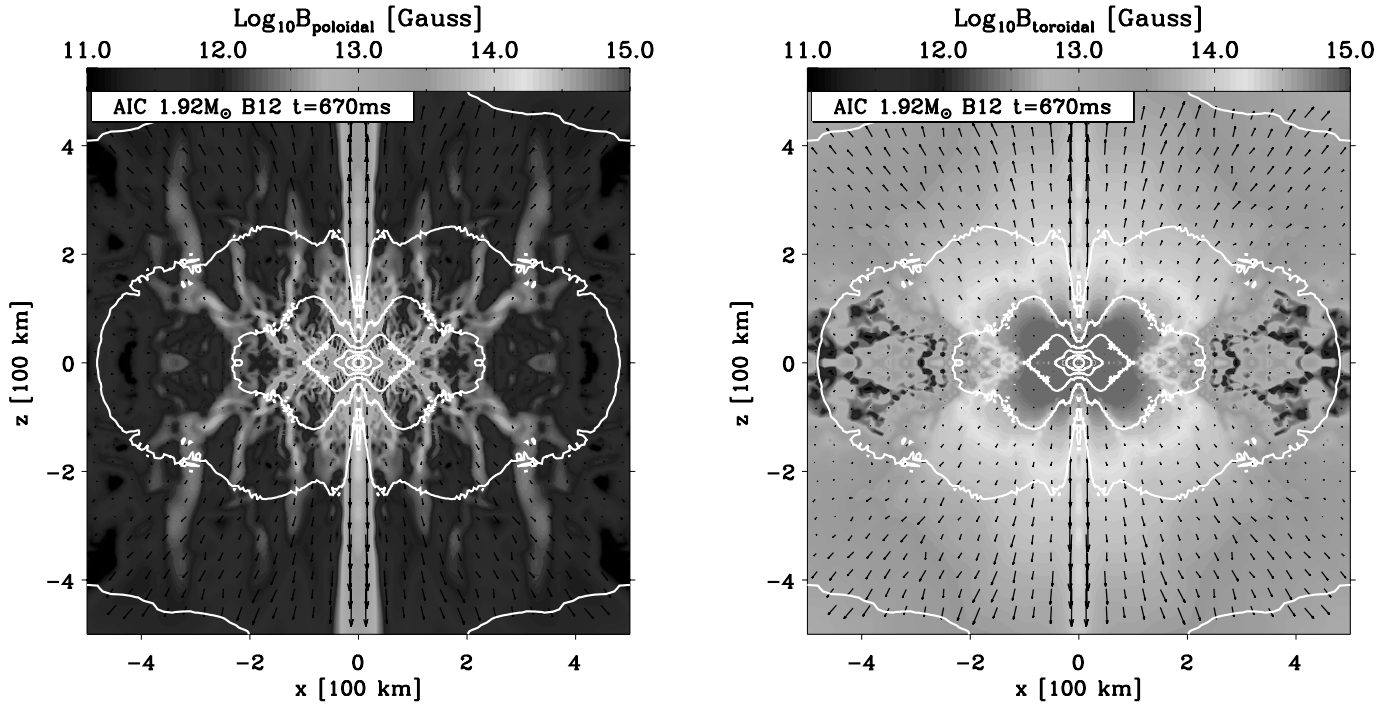 Log₁₀B_poloidal [Gauss]
11.0 12.0 13.0 14.0 15.0
AIC 1.92M⊙ B12 t=670ms
4
2
0
−2
−4
z [100 km]
−4 −2 0 2 4
x [100 km]
Log₁₀B_toroidal [Gauss]
11.0 12.0 13.0 14.0 15.0
AIC 1.92M⊙ B12 t=670ms
4
2
0
−2
−4
z [100 km]
−4 −2 0 2 4
x [100 km]